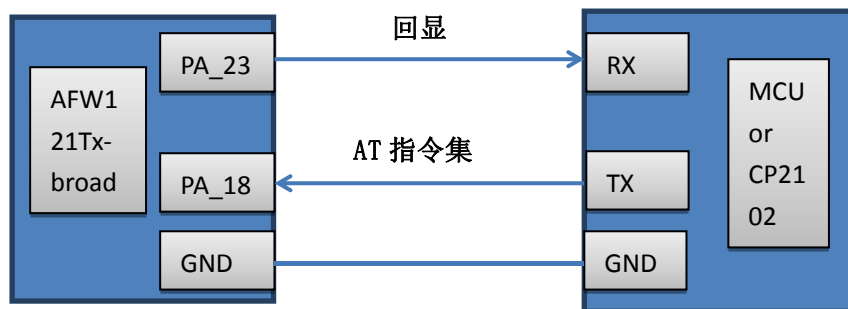 回显
PA_23
RX
AFW1
21Tx-
broad
MCU
or
CP21
02
AT 指令集
PA_18
TX
GND
GND